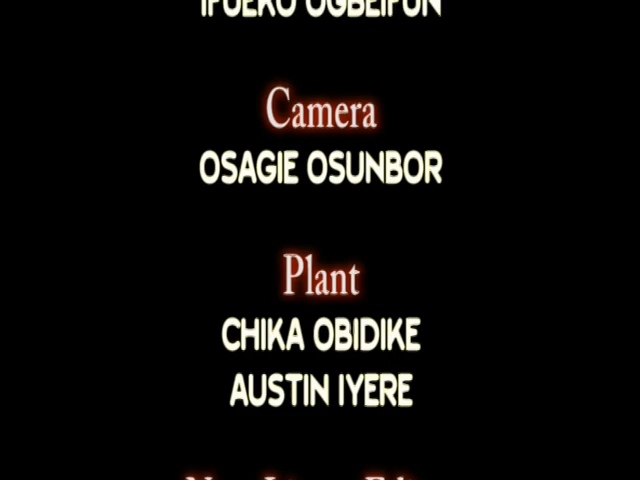 Camera
OSAGIE OSUNBOR
Plant
CHIKA OBIDIKE
AUSTIN IYERE